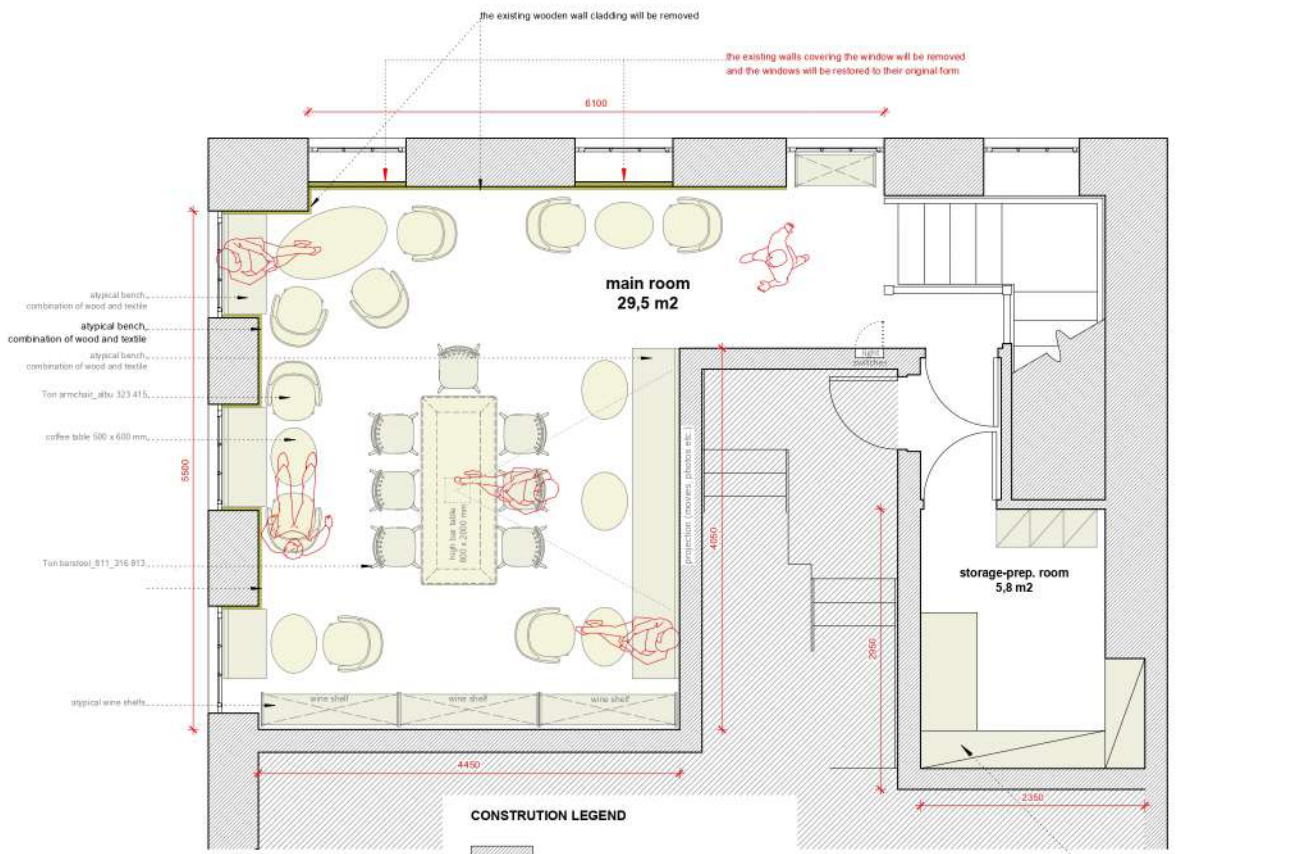 the existing wooden wall cladding will be removed
the existing walls covering the window will be removed
and the windows will be restored to their original form
6100
main room
29,5 m2
atypical bench,
combination of wood and textile
atypical bench,
combination of wood and textile
atypical bench,
combination of wood and textile
light
switches
Ton armchair_albu 323 415
coffee table 500 x 600 mm
5500
high bar table
800 x 2000 mm
projection (movies, photos etc.)
4050
Ton barstool_811_316 813
storage-prep. room
5,8 m2
2950
atypical wine shelfs
wine shelf
wine shelf
wine shelf
4450
2350
CONSTRUTION LEGEND